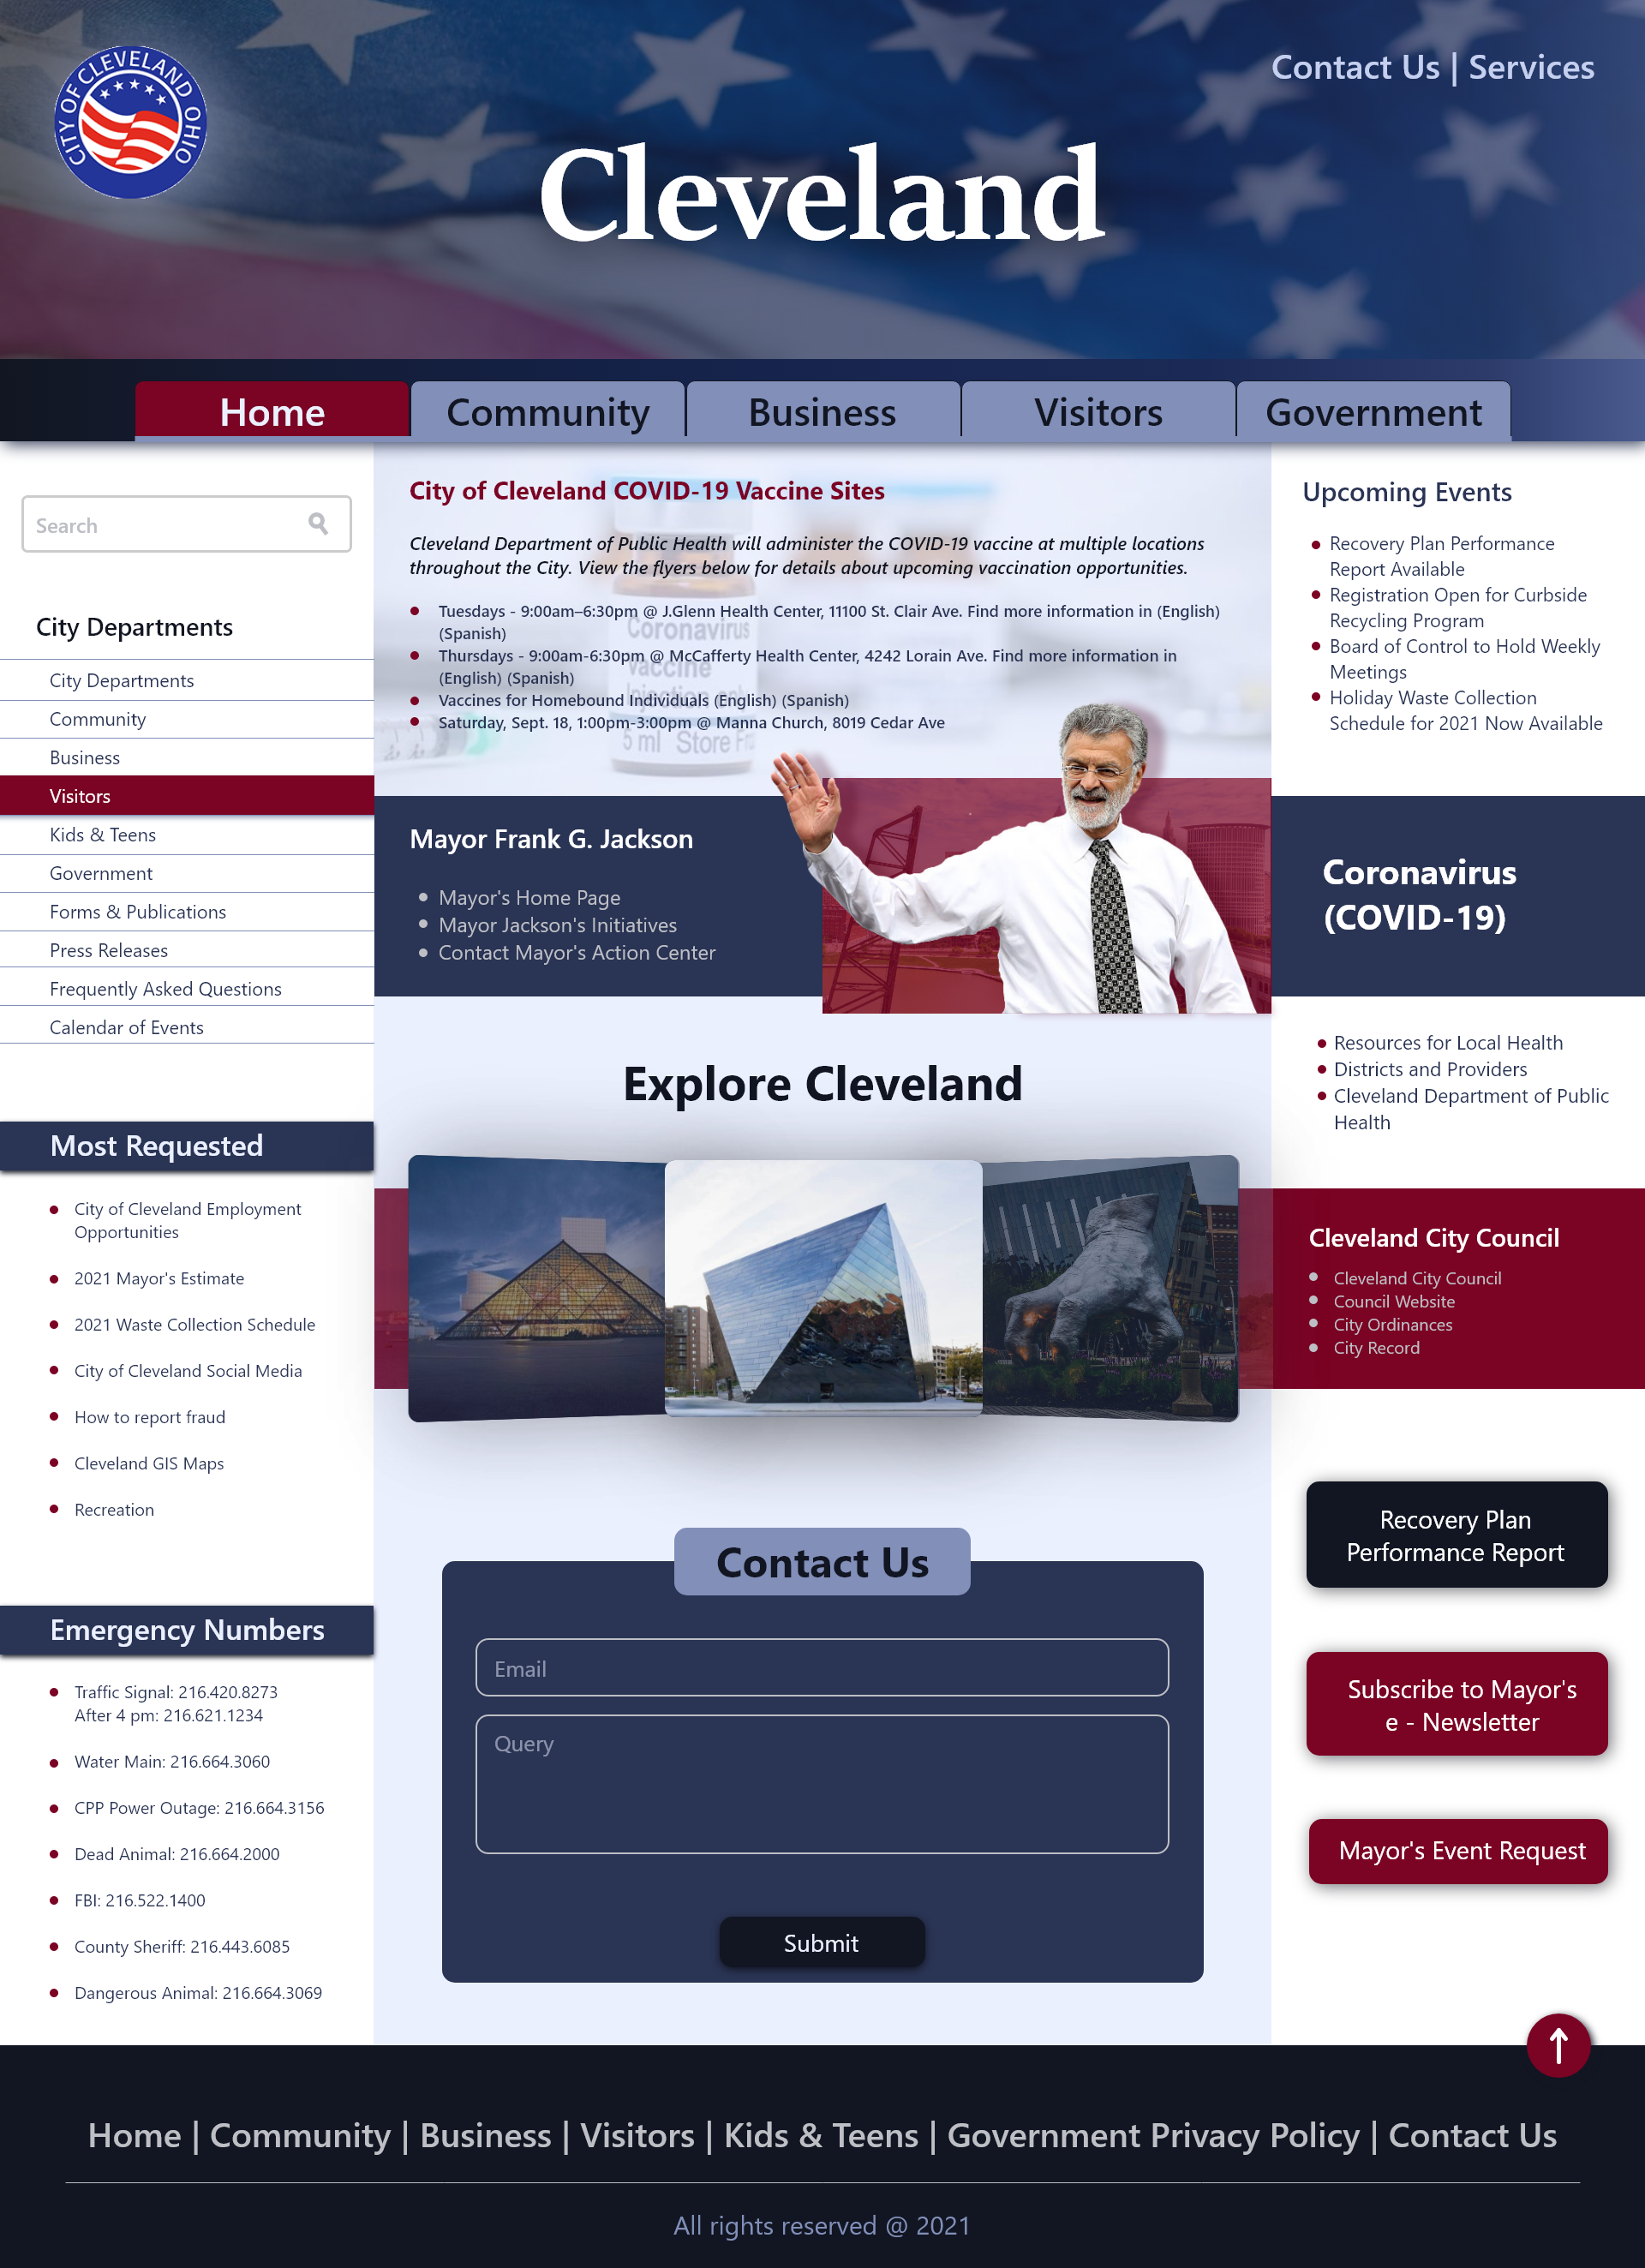 CITY OF CLEVELAND OHIO
Contact Us | Services
Cleveland
Home
Community
Business
Visitors
Government
Search
City Departments
City Departments
Community
Business
Visitors
Kids & Teens
Government
Forms & Publications
Press Releases
Frequently Asked Questions
Calendar of Events
Most Requested
City of Cleveland Employment
Opportunities
2021 Mayor's Estimate
2021 Waste Collection Schedule
City of Cleveland Social Media
How to report fraud
Cleveland GIS Maps
Recreation
Emergency Numbers
Traffic Signal: 216.420.8273
After 4 pm: 216.621.1234
Water Main: 216.664.3060
CPP Power Outage: 216.664.3156
Dead Animal: 216.664.2000
FBI: 216.522.1400
County Sheriff: 216.443.6085
Dangerous Animal: 216.664.3069
City of Cleveland COVID-19 Vaccine Sites
Cleveland Department of Public Health will administer the COVID-19 vaccine at multiple locations
throughout the City. View the flyers below for details about upcoming vaccination opportunities.
Tuesdays - 9:00am–6:30pm @ J.Glenn Health Center, 11100 St. Clair Ave. Find more information in (English)
(Spanish)
Thursdays - 9:00am-6:30pm @ McCafferty Health Center, 4242 Lorain Ave. Find more information in
(English) (Spanish)
Vaccines for Homebound Individuals (English) (Spanish)
Saturday, Sept. 18, 1:00pm-3:00pm @ Manna Church, 8019 Cedar Ave
Coronavirus
Vaccine
Injection only
5 ml Store
Mayor Frank G. Jackson
Mayor's Home Page
Mayor Jackson's Initiatives
Contact Mayor's Action Center
Explore Cleveland
Contact Us
Email
Query
Submit
Upcoming Events
Recovery Plan Performance
Report Available
Registration Open for Curbside
Recycling Program
Board of Control to Hold Weekly
Meetings
Holiday Waste Collection
Schedule for 2021 Now Available
Coronavirus
(COVID-19)
Resources for Local Health
Districts and Providers
Cleveland Department of Public
Health
Cleveland City Council
Cleveland City Council
Council Website
City Ordinances
City Record
Recovery Plan
Performance Report
Subscribe to Mayor's
e - Newsletter
Mayor's Event Request
Home | Community | Business | Visitors | Kids & Teens | Government Privacy Policy | Contact Us
All rights reserved @ 2021